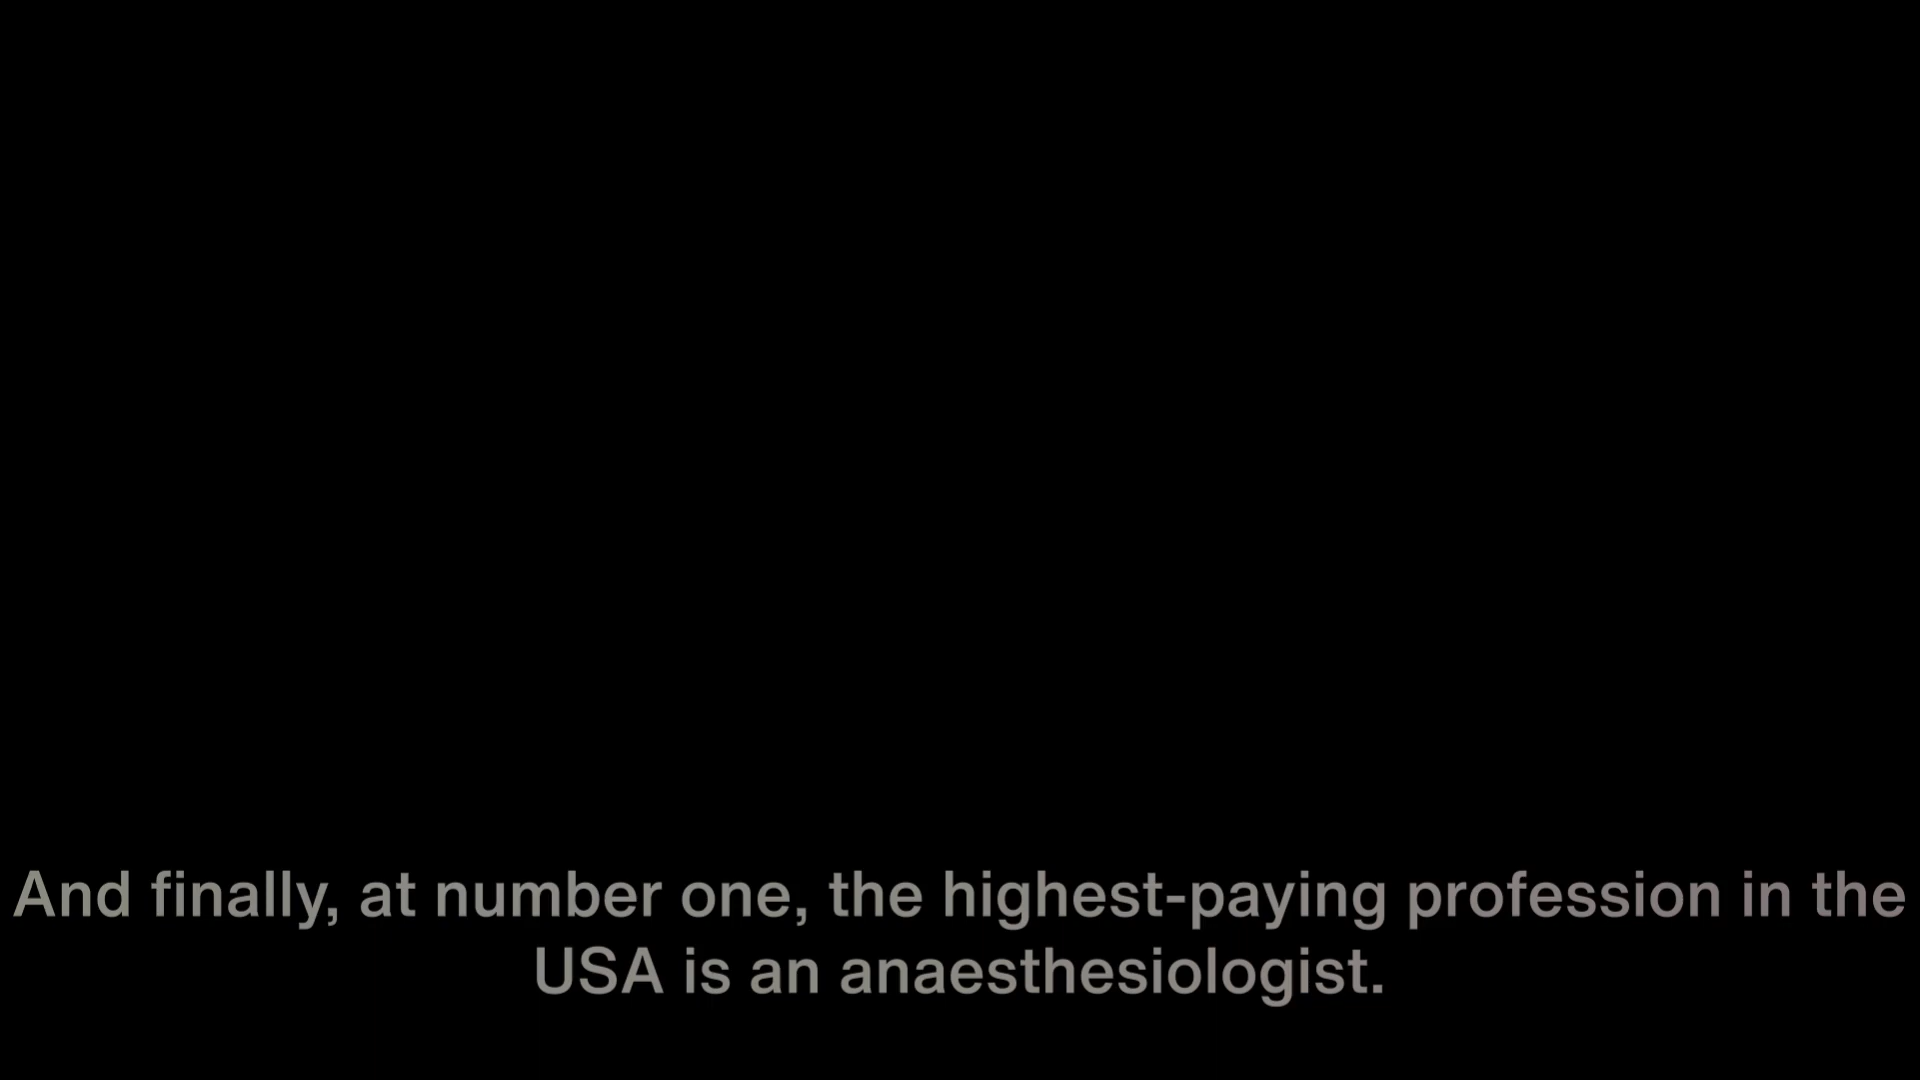 And finally, at number one, the highest-paying profession in the
USA is an anaesthesiologist.